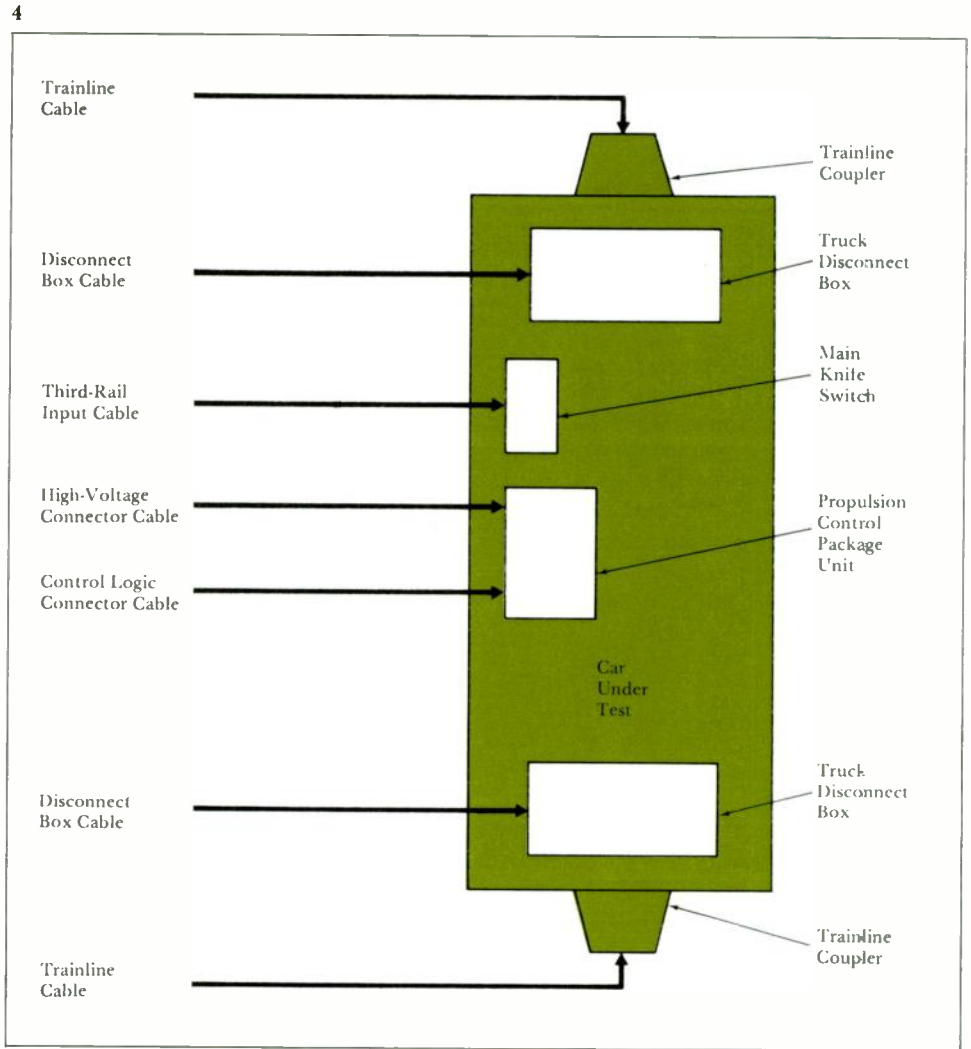 4
Trainline
Cable
Trainline
Coupler
Disconnect
Box Cable
Truck
Disconnect
Box
Third-Rail
Input Cable
Main
Knife
Switch
High-Voltage
Connector Cable
Propulsion
Control
Package
Unit
Control Logic
Connector Cable
Car
Under
Test
Disconnect
Box Cable
Truck
Disconnect
Box
Trainline
Coupler
Trainline
Cable